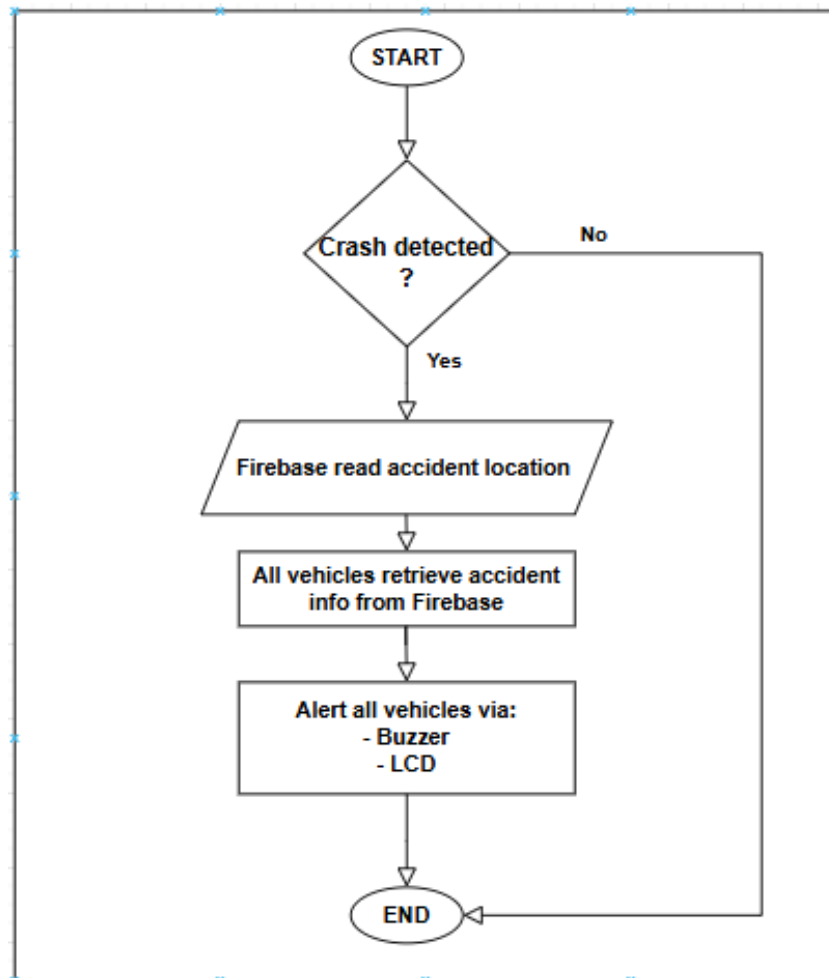 START
Crash detected
?
No
Yes
Firebase read accident location
All vehicles retrieve accident
info from Firebase
Alert all vehicles via:
- Buzzer
- LCD
END